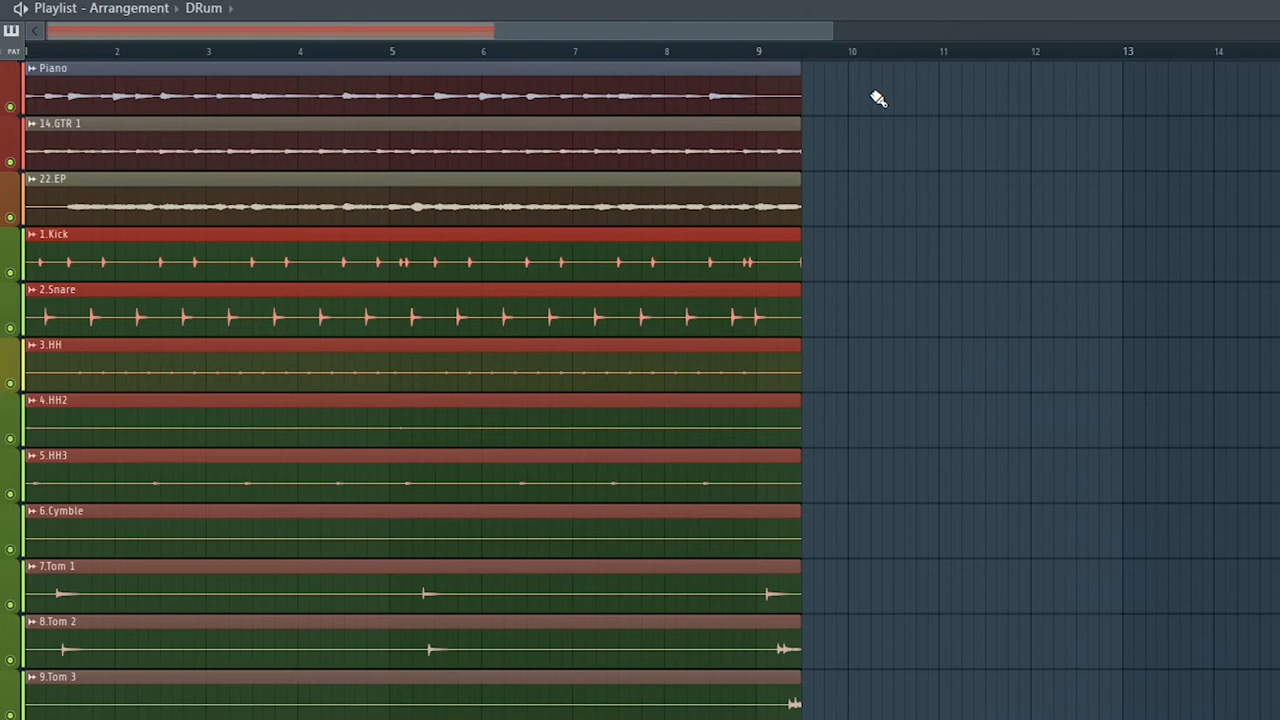 Playlist - Arrangement › DRum ›
PAT 1 2 3 4 5 6 7 8 9 10 11 12 13 14
Piano
14.GTR 1
22.EP
1.Kick
2.Snare
3.HH
4.HH2
5.HH3
6.Cymble
7.Tom 1
8.Tom 2
9.Tom 3